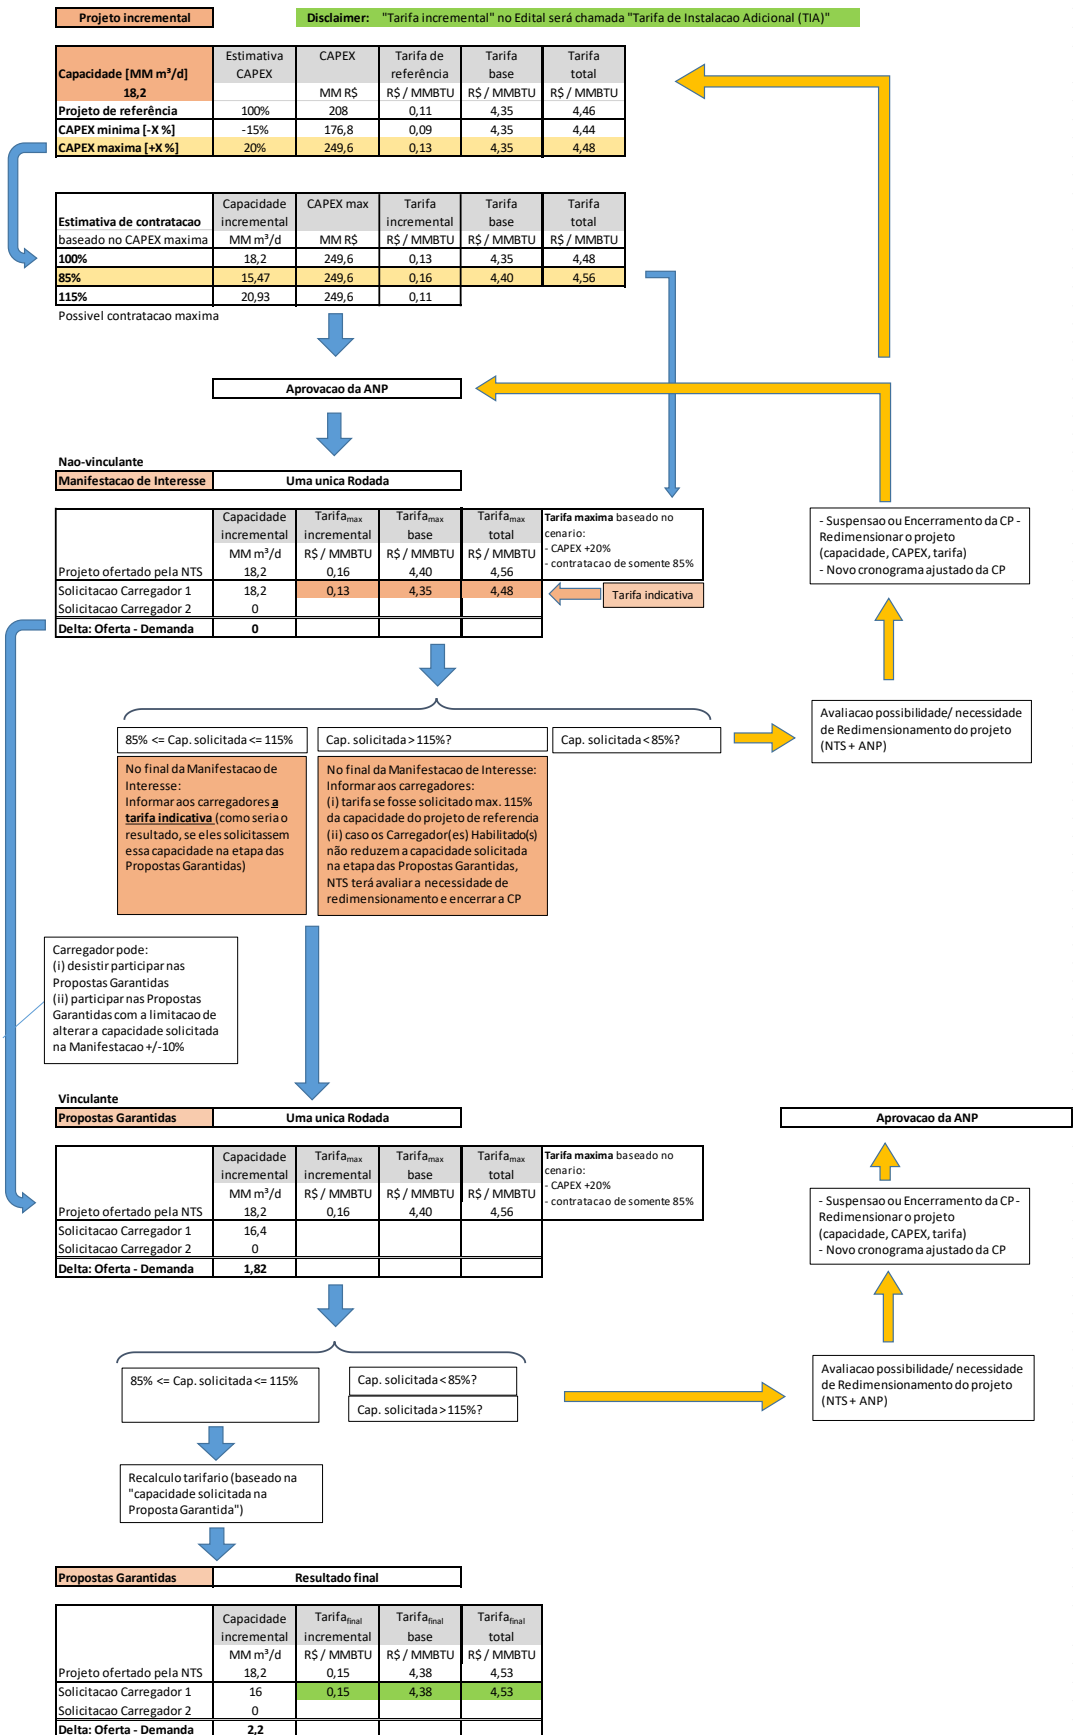 Projeto incremental
Disclaimer: "Tarifa incremental" no Edital será chamada "Tarifa de Instalacao Adicional (TIA)"
Estimativa CAPEX Tarifa de Tarifa Tarifa
Capacidade [MM m³/d] CAPEX referência base total
18,2 MM R$ R$ / MMBTU R$ / MMBTU R$ / MMBTU
Projeto de referência 100% 208 0,11 4,35 4,46
CAPEX minima [-X %] -15% 176,8 0,09 4,35 4,44
CAPEX maxima [+X %] 20% 249,6 0,13 4,35 4,48
Capacidade CAPEX max Tarifa Tarifa Tarifa
Estimativa de contratacao incremental incremental base total
baseado no CAPEX maxima MM m³/d MM R$ R$ / MMBTU R$ / MMBTU R$ / MMBTU
100% 18,2 249,6 0,13 4,35 4,48
85% 15,47 249,6 0,16 4,40 4,56
115% 20,93 249,6 0,11
Possivel contratacao maxima
Aprovacao da ANP
Nao-vinculante
Manifestacao de Interesse Uma unica Rodada
Capacidade Tarifamax Tarifamax Tarifamax
incremental incremental base total
MM m³/d R$ / MMBTU R$ / MMBTU R$ / MMBTU
Projeto ofertado pela NTS 18,2 0,16 4,40 4,56
Solicitacao Carregador 1 18,2 0,13 4,35 4,48
Solicitacao Carregador 2 0
Delta: Oferta - Demanda 0
Tarifa maxima baseado no
cenario:
- CAPEX +20%
- contratacao de somente 85%
Tarifa indicativa
- Suspensao ou Encerramento da CP -
Redimensionar o projeto
(capacidade, CAPEX, tarifa)
- Novo cronograma ajustado da CP
Avaliacao possibilidade/ necessidade
de Redimensionamento do projeto
(NTS + ANP)
85% <= Cap. solicitada <= 115%
Cap. solicitada > 115%?
Cap. solicitada < 85%?
No final da Manifestacao de
Interesse:
Informar aos carregadores a
tarifa indicativa (como seria o
resultado, se eles solicitassem
essa capacidade na etapa das
Propostas Garantidas)
No final da Manifestacao de Interesse:
Informar aos carregadores:
(i) tarifa se fosse solicitado max. 115%
da capacidade do projeto de referencia
(ii) caso os Carregador(es) Habilitado(s)
não reduzem a capacidade solicitada
na etapa das Propostas Garantidas,
NTS terá avaliar a necessidade de
redimensionamento e encerrar a CP
Carregador pode:
(i) desistir participar nas
Propostas Garantidas
(ii) participar nas Propostas
Garantidas com a limitacao de
alterar a capacidade solicitada
na Manifestacao +/-10%
Vinculante
Propostas Garantidas Uma unica Rodada
Capacidade Tarifamax Tarifamax Tarifamax
incremental incremental base total
MM m³/d R$ / MMBTU R$ / MMBTU R$ / MMBTU
Projeto ofertado pela NTS 18,2 0,16 4,40 4,56
Solicitacao Carregador 1 16,4
Solicitacao Carregador 2 0
Delta: Oferta - Demanda 1,82
Tarifa maxima baseado no
cenario:
- CAPEX +20%
- contratacao de somente 85%
Aprovacao da ANP
- Suspensao ou Encerramento da CP -
Redimensionar o projeto
(capacidade, CAPEX, tarifa)
- Novo cronograma ajustado da CP
Avaliacao possibilidade/ necessidade
de Redimensionamento do projeto
(NTS + ANP)
85% <= Cap. solicitada <= 115%
Cap. solicitada < 85%?
Cap. solicitada > 115%?
Recalculo tarifario (baseado na
"capacidade solicitada na
Proposta Garantida")
Propostas Garantidas Resultado final
Capacidade Tarifafinal Tarifafinal Tarifafinal
incremental incremental base total
MM m³/d R$ / MMBTU R$ / MMBTU R$ / MMBTU
Projeto ofertado pela NTS 18,2 0,15 4,38 4,53
Solicitacao Carregador 1 16 0,15 4,38 4,53
Solicitacao Carregador 2 0
Delta: Oferta - Demanda 2,2